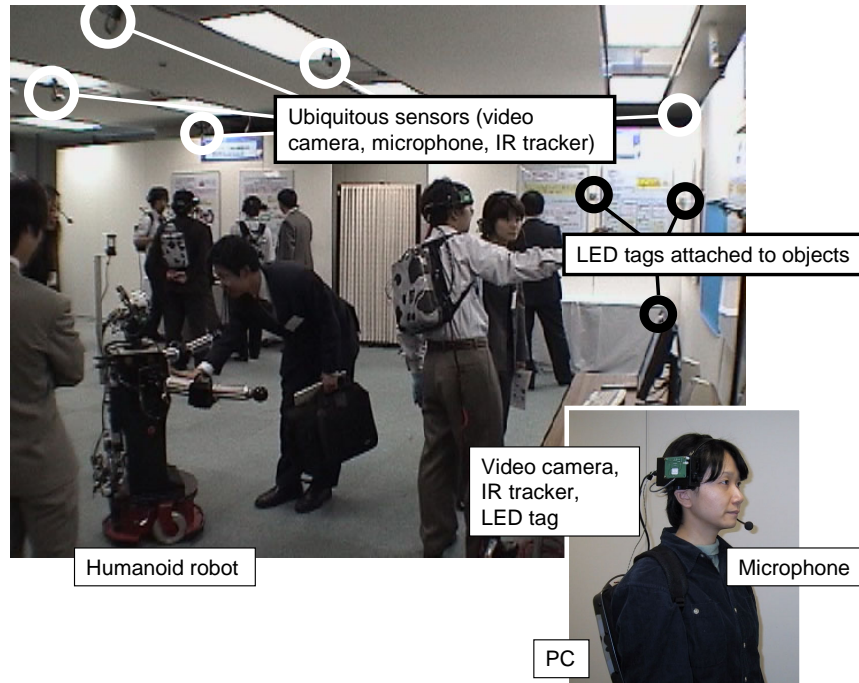 Ubiquitous sensors (video
camera, microphone, IR tracker)
LED tags attached to objects
Video camera,
IR tracker,
LED tag
Humanoid robot
Microphone
PC